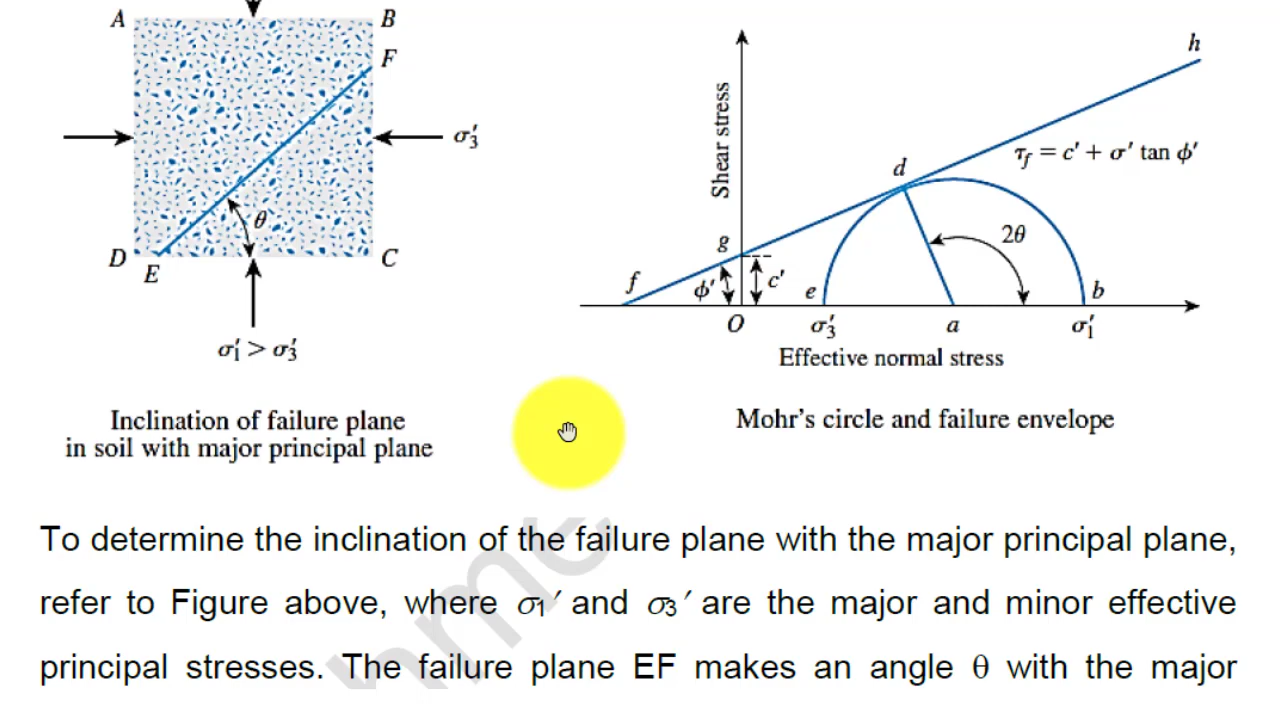 A
B
F
σ₃′
θ
D
E
C
σ₁′ > σ₃′
Inclination of failure plane
in soil with major principal plane
Shear stress
h
τf = c′ + σ′ tan ϕ′
d
2θ
g
f
ϕ′
c′
e
b
O
σ₃′
a
σ₁′
Effective normal stress
Mohr's circle and failure envelope
To determine the inclination of the failure plane with the major principal plane,
refer to Figure above, where σ1′ and σ3′ are the major and minor effective
principal stresses. The failure plane EF makes an angle θ with the major